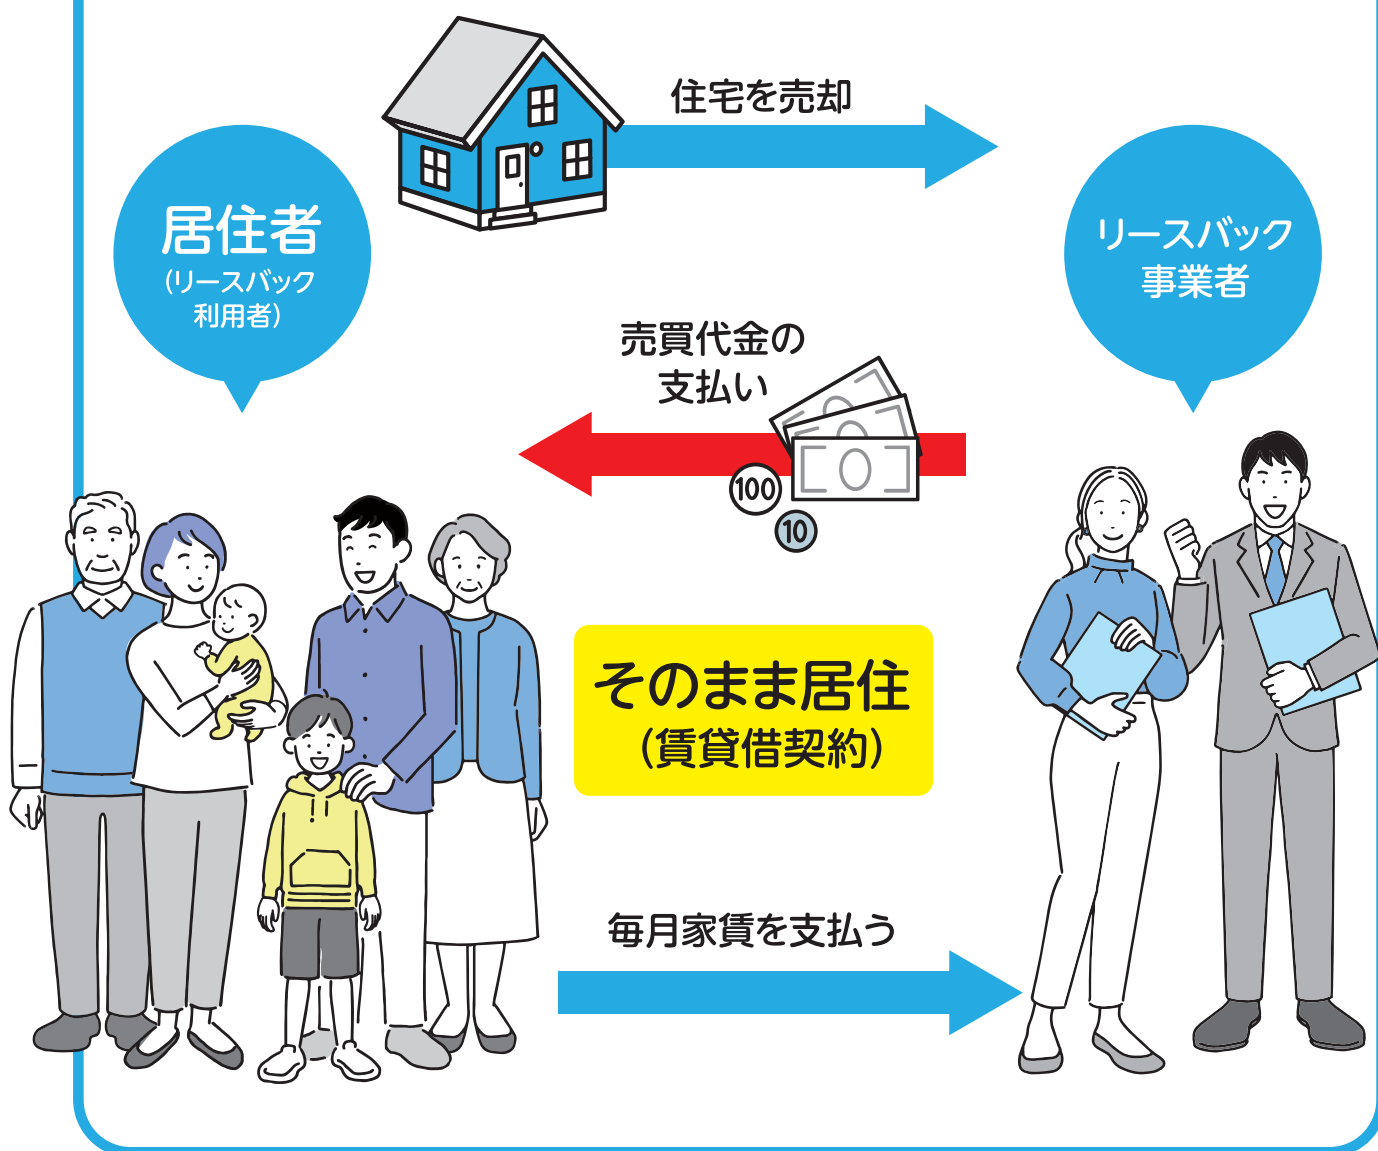 住宅を売却
居住者
(リースバック
利用者)
リースバック
事業者
売買代金の
支払い
100
10
そのまま居住
(賃貸借契約)
毎月家賃を支払う